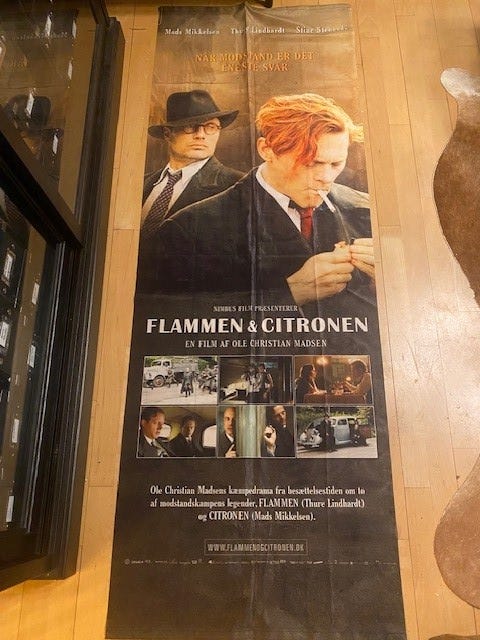 Mads Mikkelsen Thure Lindhardt Stine Stengade
NÅR MODSTAND ER DET
ENESTE SVAR
NIMBUS FILM PRÆSENTERER
FLAMMEN & CITRONEN
EN FILM AF OLE CHRISTIAN MADSEN
Ole Christian Madsens kæmpedrama fra besættelsestiden om to
af modstandskampens legender, FLAMMEN (Thure Lindhardt)
og CITRONEN (Mads Mikkelsen).
WWW.FLAMMENOGCITRONEN.DK